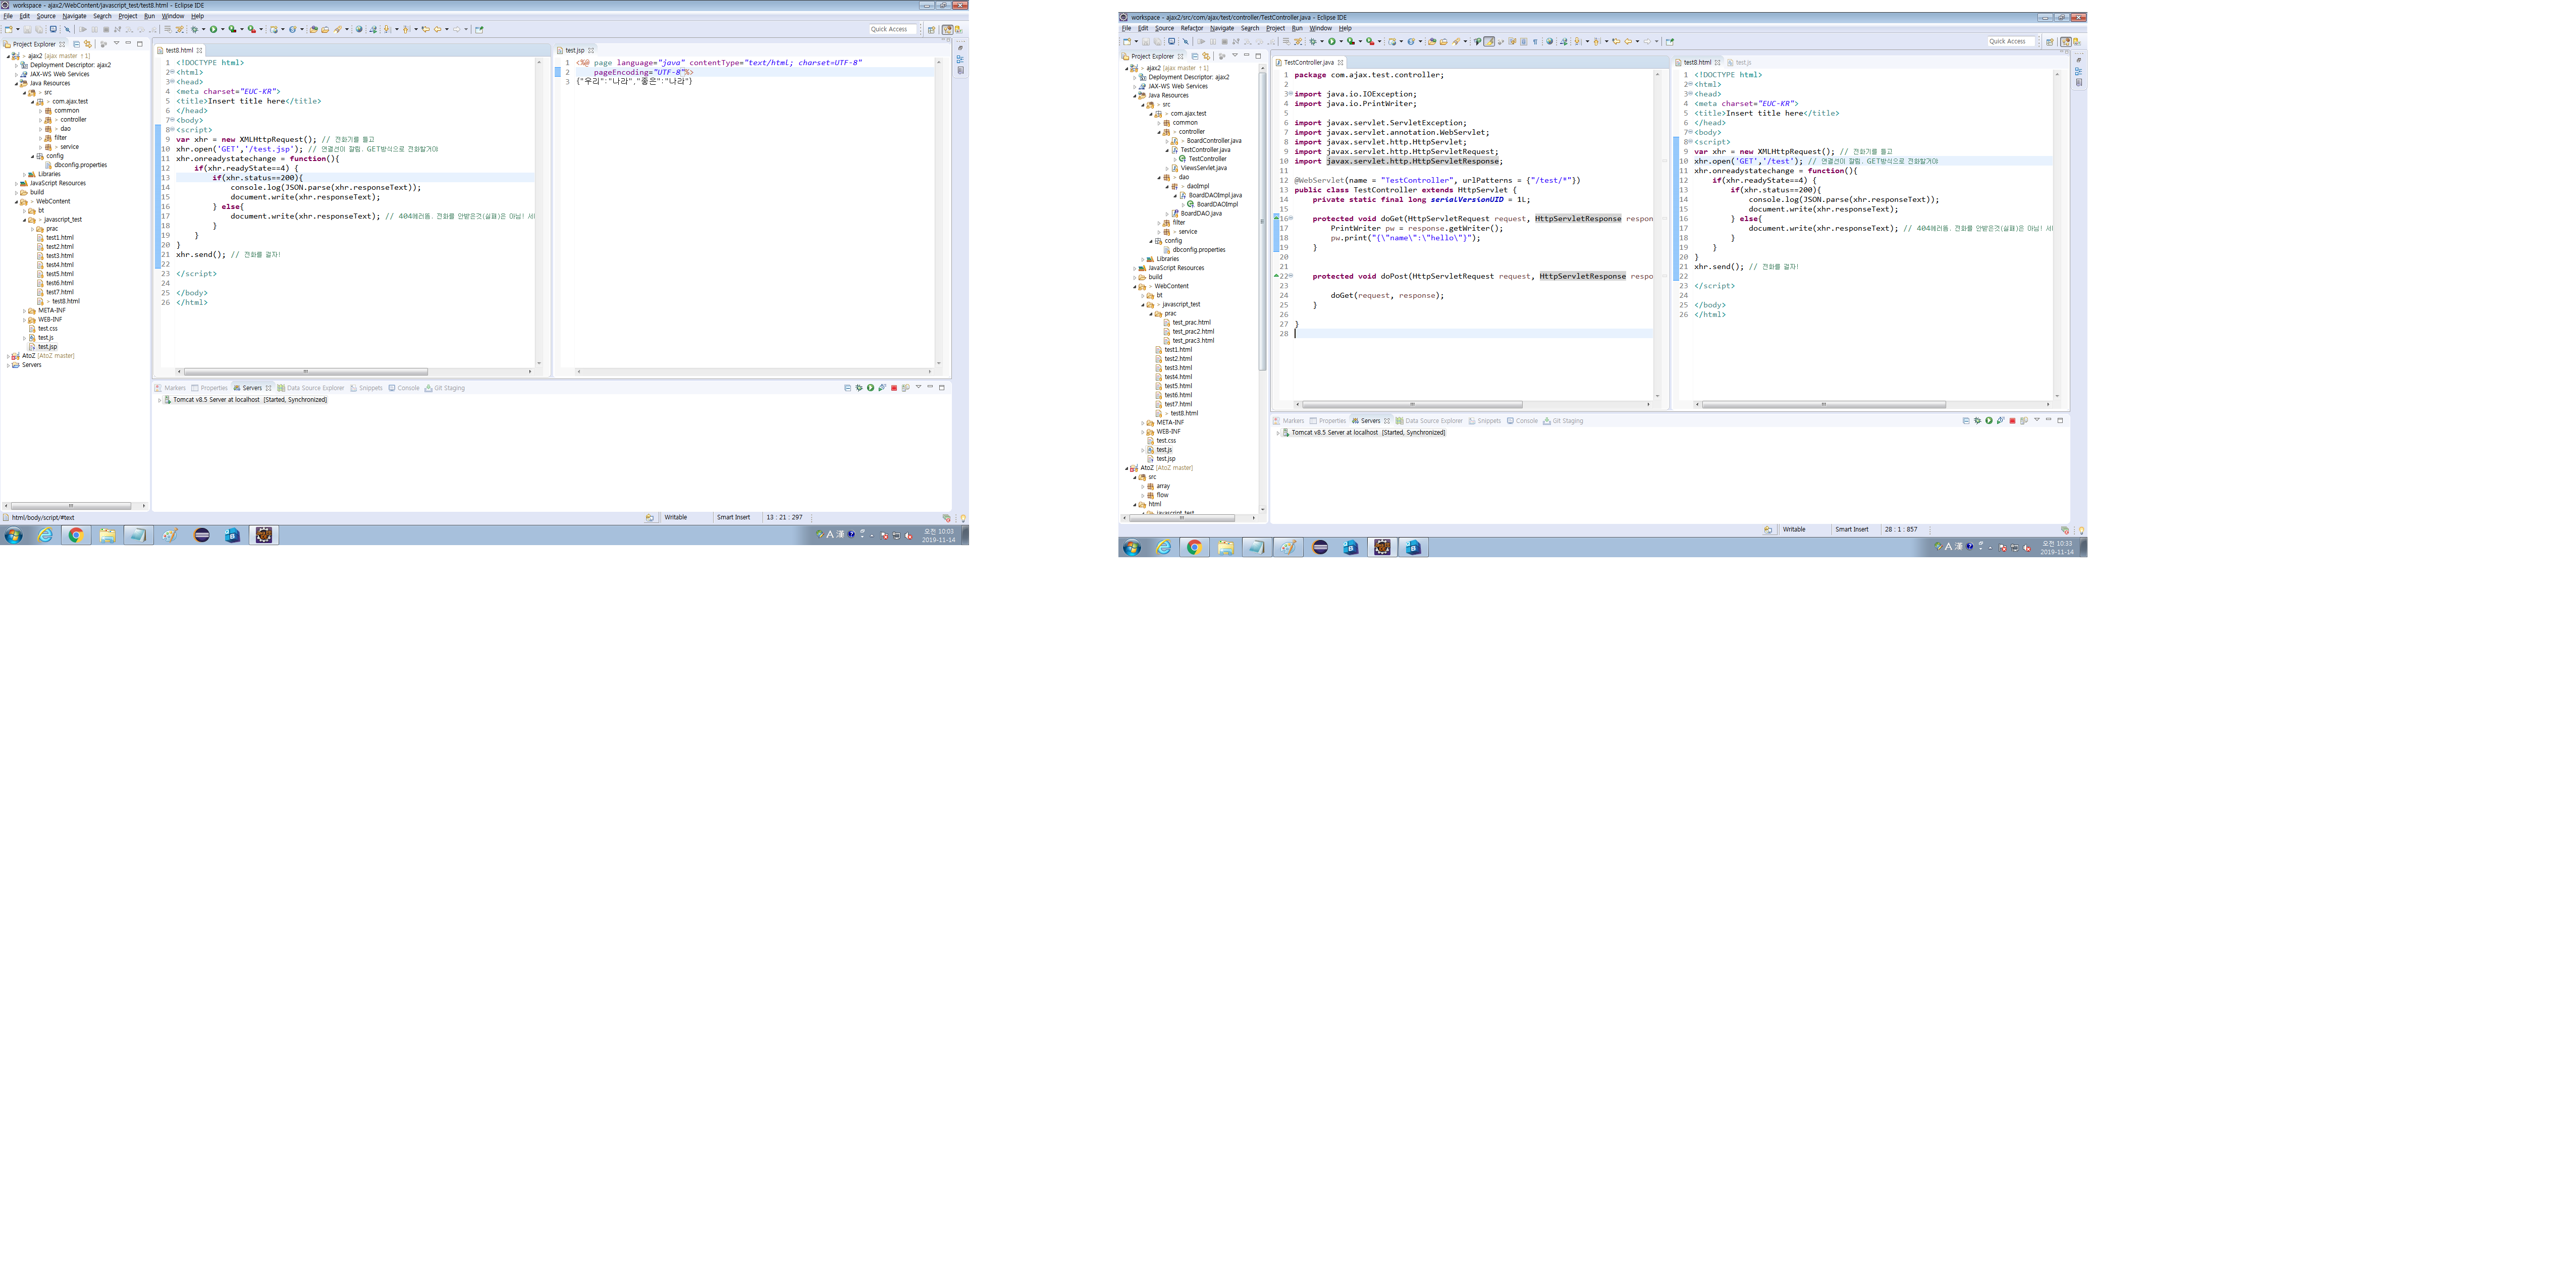 workspace - ajax2/WebContent/javascript_test/test8.html - Eclipse IDE
File Edit Source Navigate Search Project Run Window Help
Quick Access
Project Explorer
ajax2 [ajax master ↑1]
Deployment Descriptor: ajax2
JAX-WS Web Services
Java Resources
src
com.ajax.test
common
controller
dao
filter
service
config
dbconfig.properties
Libraries
JavaScript Resources
build
WebContent
bt
javascript_test
prac
test1.html
test2.html
test3.html
test4.html
test5.html
test6.html
test7.html
test8.html
META-INF
WEB-INF
test.css
test.js
test.jsp
AtoZ [AtoZ master]
Servers
test8.html
1 <!DOCTYPE html>
2 <html>
3 <head>
4 <meta charset="EUC-KR">
5 <title>Insert title here</title>
6 </head>
7 <body>
8 <script>
9 var xhr = new XMLHttpRequest(); // 전화기를 들고
10 xhr.open('GET','/test.jsp'); // 연결선이 깔림. GET방식으로 전화할거야
11 xhr.onreadystatechange = function(){
12 if(xhr.readyState==4) {
13 if(xhr.status==200){
14 console.log(JSON.parse(xhr.responseText));
15 document.write(xhr.responseText);
16 } else{
17 document.write(xhr.responseText); // 404에러뜸. 전화를 안받은것(실패)은 아님!
18 }
19 }
20 }
21 xhr.send(); // 전화를 걸자!
22
23 </script>
24
25 </body>
26 </html>
test.jsp
1 <%@ page language="java" contentType="text/html; charset=UTF-8"
2 pageEncoding="UTF-8"%>
3 {"우리":"나라","좋은":"나라"}
Markers Properties Servers Data Source Explorer Snippets Console Git Staging
Tomcat v8.5 Server at localhost [Started, Synchronized]
html/body/script/#text Writable Smart Insert 13 : 21 : 297
오전 10:03
2019-11-14
workspace - ajax2/src/com/ajax/test/controller/TestController.java - Eclipse IDE
File Edit Source Refactor Navigate Search Project Run Window Help
Quick Access
Project Explorer
ajax2 [ajax master ↑1]
Deployment Descriptor: ajax2
JAX-WS Web Services
Java Resources
src
com.ajax.test
common
controller
BoardController.java
TestController.java
TestController
ViewsServlet.java
dao
daoImpl
BoardDAOImpl.java
BoardDAOImpl
BoardDAO.java
filter
service
config
dbconfig.properties
Libraries
JavaScript Resources
build
WebContent
bt
javascript_test
prac
test_prac.html
test_prac2.html
test_prac3.html
test1.html
test2.html
test3.html
test4.html
test5.html
test6.html
test7.html
test8.html
META-INF
WEB-INF
test.css
test.js
test.jsp
AtoZ [AtoZ master]
src
array
flow
html
javascript_test
TestController.java
1 package com.ajax.test.controller;
2
3 import java.io.IOException;
4 import java.io.PrintWriter;
5
6 import javax.servlet.ServletException;
7 import javax.servlet.annotation.WebServlet;
8 import javax.servlet.http.HttpServlet;
9 import javax.servlet.http.HttpServletRequest;
10 import javax.servlet.http.HttpServletResponse;
11
12 @WebServlet(name = "TestController", urlPatterns = {"/test/*"})
13 public class TestController extends HttpServlet {
14 private static final long serialVersionUID = 1L;
15
16 protected void doGet(HttpServletRequest request, HttpServletResponse respon
17 PrintWriter pw = response.getWriter();
18 pw.print("{\"name\":\"hello\"}");
19 }
20
21
22 protected void doPost(HttpServletRequest request, HttpServletResponse respo
23
24 doGet(request, response);
25 }
26
27 }
28
test8.html test.js
1 <!DOCTYPE html>
2 <html>
3 <head>
4 <meta charset="EUC-KR">
5 <title>Insert title here</title>
6 </head>
7 <body>
8 <script>
9 var xhr = new XMLHttpRequest(); // 전화기를 들고
10 xhr.open('GET','/test'); // 연결선이 깔림. GET방식으로 전화할거야
11 xhr.onreadystatechange = function(){
12 if(xhr.readyState==4) {
13 if(xhr.status==200){
14 console.log(JSON.parse(xhr.responseText));
15 document.write(xhr.responseText);
16 } else{
17 document.write(xhr.responseText); // 404에러뜸. 전화를 안받은것(실패)은 아님!
18 }
19 }
20 }
21 xhr.send(); // 전화를 걸자!
22
23 </script>
24
25 </body>
26 </html>
Markers Properties Servers Data Source Explorer Snippets Console Git Staging
Tomcat v8.5 Server at localhost [Started, Synchronized]
Writable Smart Insert 28 : 1 : 857
오전 10:33
2019-11-14